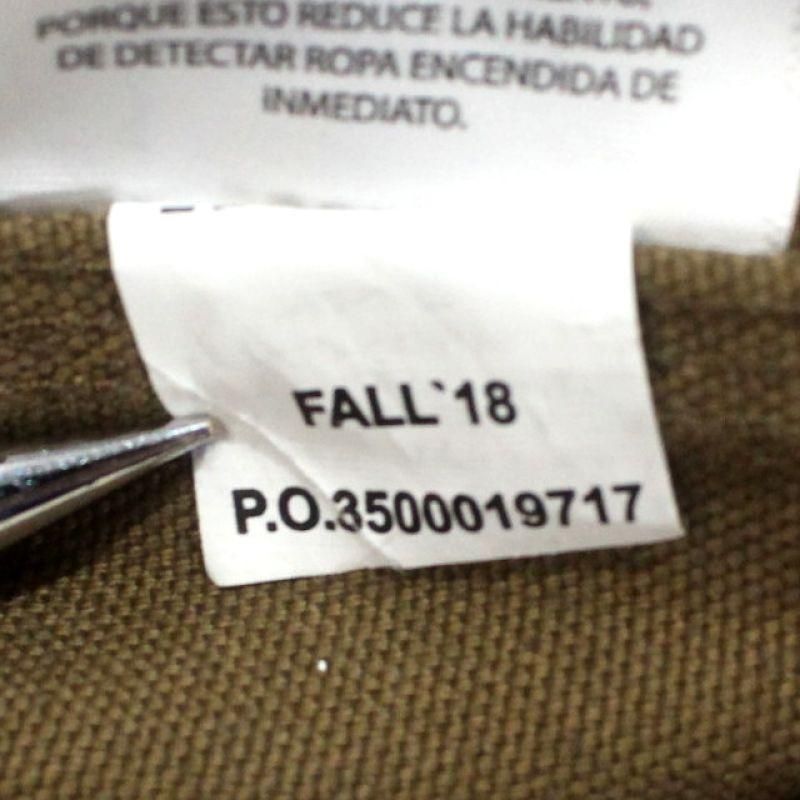 PORQUE ESTO REDUCE LA HABILIDAD
DE DETECTAR ROPA ENCENDIDA DE
INMEDIATO.
FALL`18
P.O.3500019717